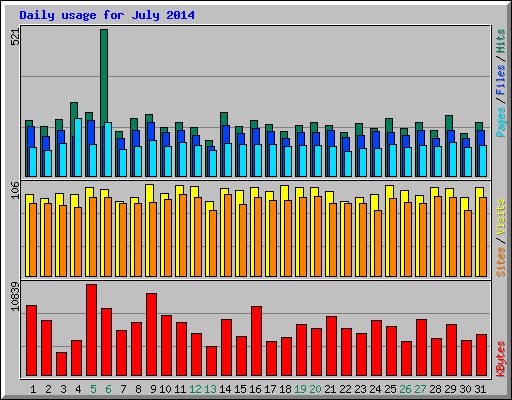 Daily usage for July 2014
521
Pages / Files / Hits
106
Sites / Visits
10839
KBytes
1 2 3 4 5 6 7 8 9 10 11 12 13 14 15 16 17 18 19 20 21 22 23 24 25 26 27 28 29 30 31